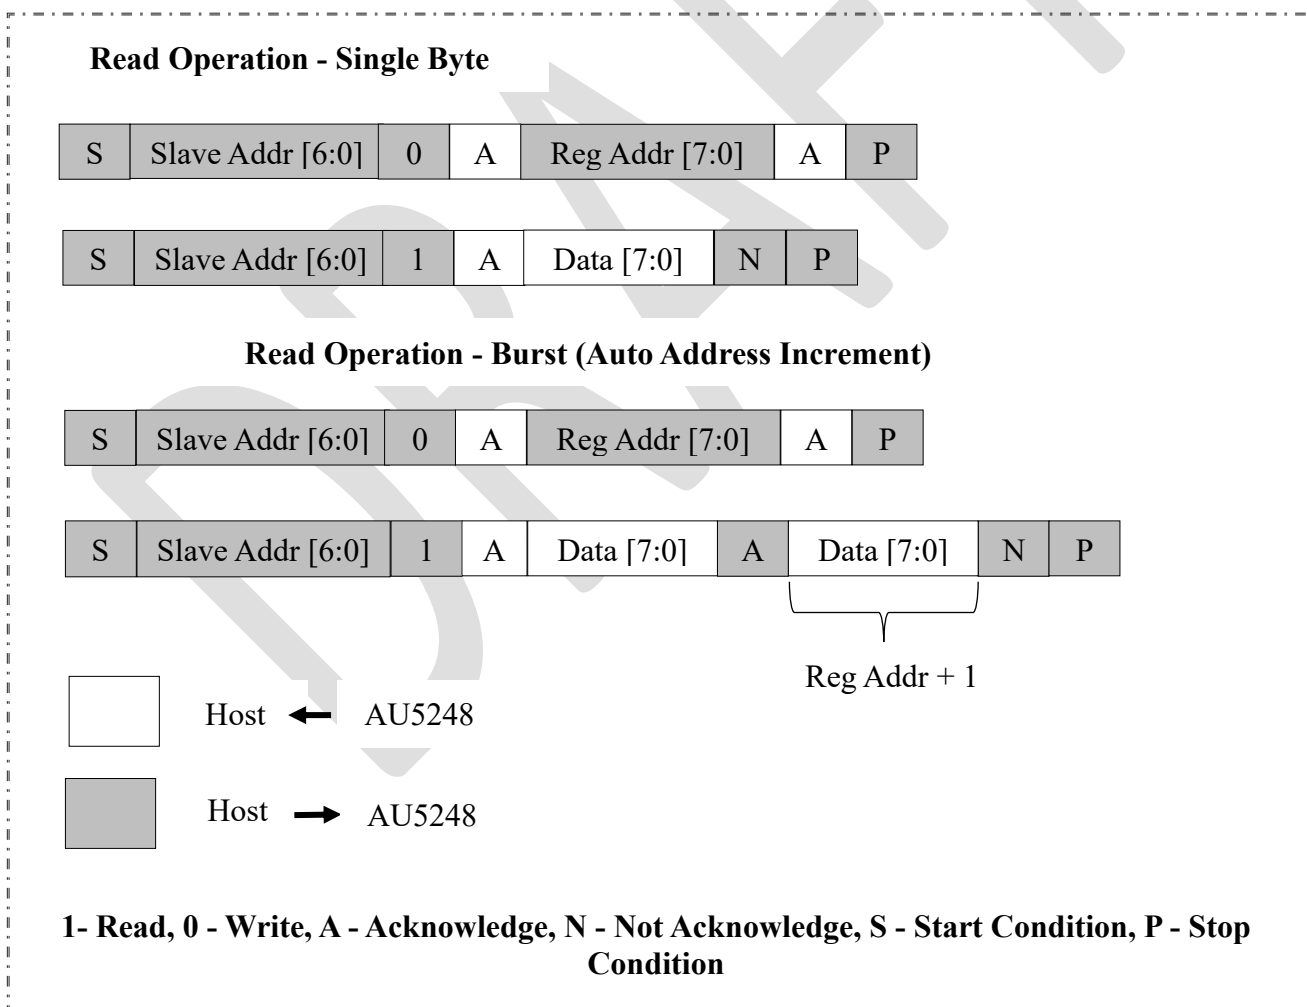 Read Operation - Single Byte
S Slave Addr [6:0] 0 A Reg Addr [7:0] A P
S Slave Addr [6:0] 1 A Data [7:0] N P
Read Operation - Burst (Auto Address Increment)
S Slave Addr [6:0] 0 A Reg Addr [7:0] A P
S Slave Addr [6:0] 1 A Data [7:0] A Data [7:0] N P
Reg Addr + 1
Host AU5248
Host AU5248
1- Read, 0 - Write, A - Acknowledge, N - Not Acknowledge, S - Start Condition, P - Stop
Condition